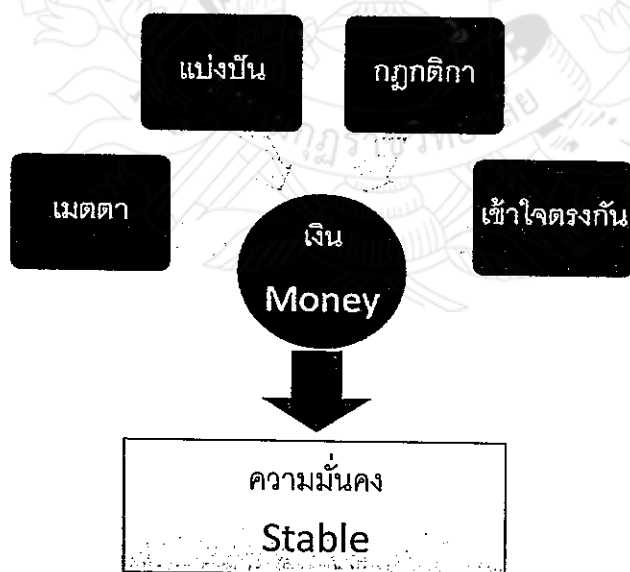 แบ่งปัน
กฎกติกา
เมตตา
เข้าใจตรงกัน
เงิน
Money
ความมั่นคง
Stable